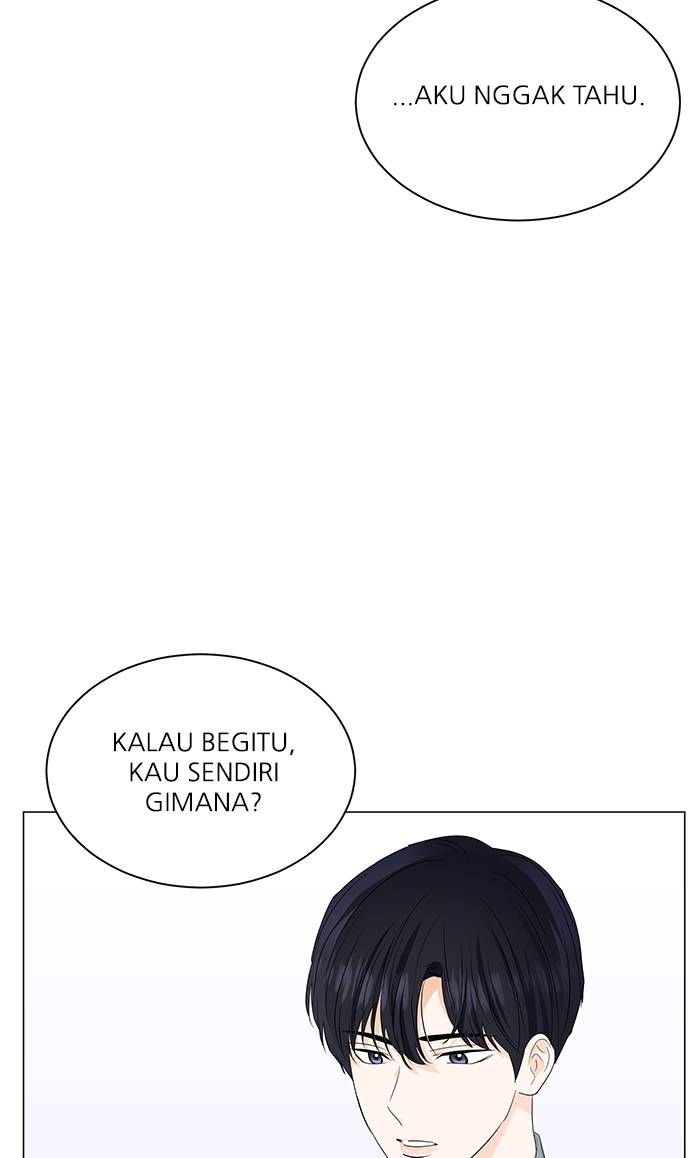 ...AKU NGGAK TAHU.
KALAU BEGITU,
KAU SENDIRI
GIMANA?